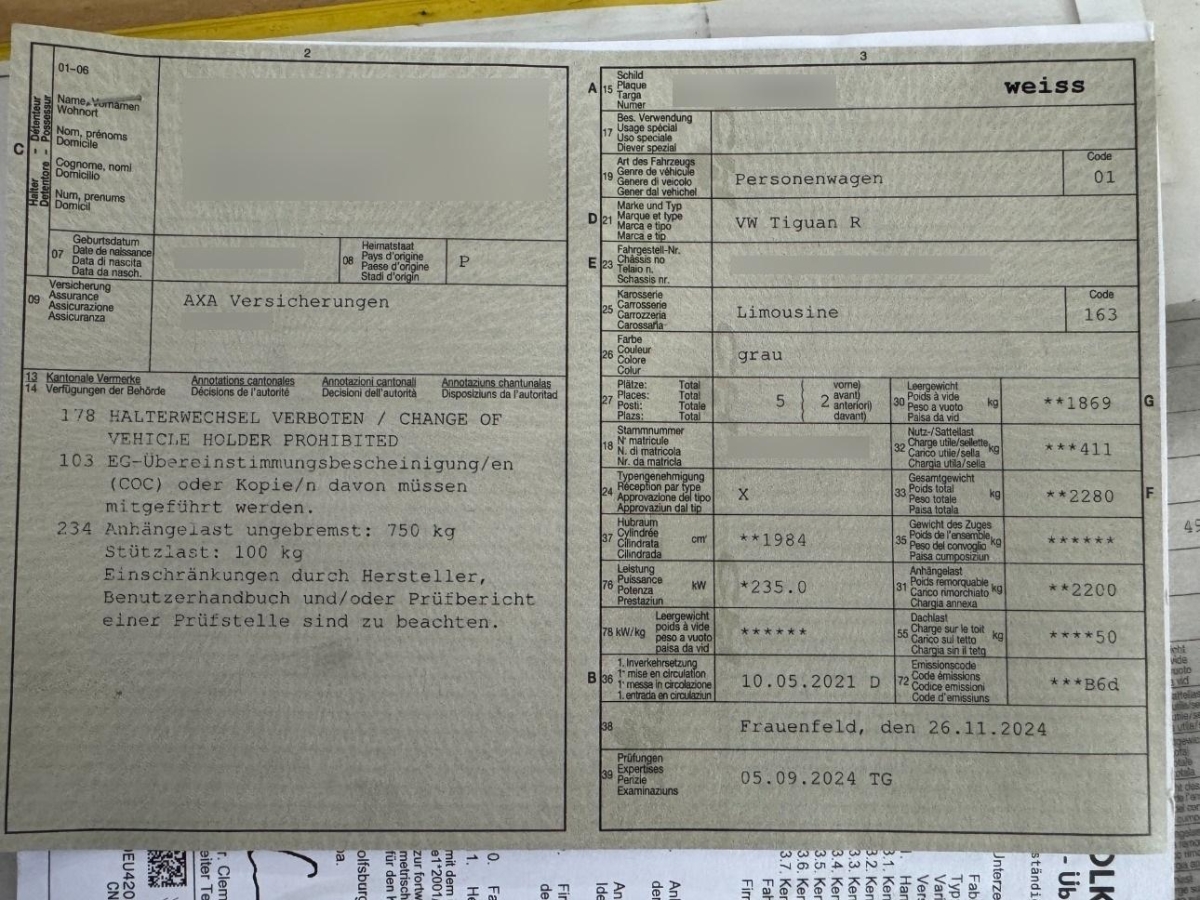 2
3
01-06
Name, Vornamen
Wohnort
Nom, prénoms
Domicile
Cognome, nomi
Domicilio
Num, prenums
Domicil
C
Halter - Détenteur
Detentore - Possessur
07
Geburtsdatum
Date de naissance
Data di nascita
Data da nasch.
08
Heimatstaat
Pays d'origine
Paese d'origine
Stadi d'origin
P
09
Versicherung
Assurance
Assicurazione
Assicuranza
AXA Versicherungen
13 Kantonale Vermerke Annotations cantonales Annotazioni cantonali Annotaziuns chantunalas
14 Verfügungen der Behörde Décisions de l'autorité Decisioni dell'autorità Disposiziuns da l'autoritad
178 HALTERWECHSEL VERBOTEN / CHANGE OF
VEHICLE HOLDER PROHIBITED
103 EG-Übereinstimmungsbescheinigung/en
(COC) oder Kopie/n davon müssen
mitgeführt werden.
234 Anhängelast ungebremst: 750 kg
Stützlast: 100 kg
Einschränkungen durch Hersteller,
Benutzerhandbuch und/oder Prüfbericht
einer Prüfstelle sind zu beachten.
A 15
Schild
Plaque
Targa
Numer
weiss
17
Bes. Verwendung
Usage spécial
Uso speciale
Diever spezial
19
Art des Fahrzeugs
Genre de véhicule
Genere di veicolo
Gener dal vehichel
Personenwagen
Code
01
D 21
Marke und Typ
Marque et type
Marca e tipo
Marca e tip
VW Tiguan R
E 23
Fahrgestell-Nr.
Châssis no
Telaio n.
Schassis nr.
25
Karosserie
Carrosserie
Carrozzeria
Carossaria
Limousine
Code
163
26
Farbe
Couleur
Colore
Colur
grau
27
Plätze: Total
Places: Total
Posti: Totale
Plazs: Total
5
2
vorne)
avant)
anteriori)
davant)
30
Leergewicht
Poids à vide
Peso a vuoto
Paisa da vid
kg
**1869
G
18
Stammnummer
N° matricule
N. di matricola
Nr. da matricla
32
Nutz-/Sattellast
Charge utile/sellette
Carico utile/sella
Chargia utila/sella
kg
***411
24
Typengenehmigung
Réception par type
Approvazione del tipo
Approvaziun dal tip
X
33
Gesamtgewicht
Poids total
Peso totale
Paisa totala
kg
**2280
F
37
Hubraum
Cylindrée
Cilindrata
Cilindrada
cm³
**1984
35
Gewicht des Zuges
Poids de l'ensemble
Peso del convoglio
Paisa cumposiziun
kg
******
76
Leistung
Puissance
Potenza
Prestaziun
kW
*235.0
31
Anhängelast
Poids remorquable
Carico rimorchiato
Chargia annexa
kg
**2200
78 kW/kg
Leergewicht
poids à vide
peso a vuoto
paisa da vid
******
55
Dachlast
Charge sur le toit
Carico sul tetto
Chargia sin il tetg
kg
****50
B 36
1. Inverkehrsetzung
1re mise en circulation
1a messa in circolazione
1. entrada en circulaziun
10.05.2021 D
72
Emissionscode
Code émissions
Codice emissioni
Code d'emissiuns
***B6d
38
Frauenfeld, den 26.11.2024
39
Prüfungen
Expertises
Perizie
Examinaziuns
05.09.2024 TG